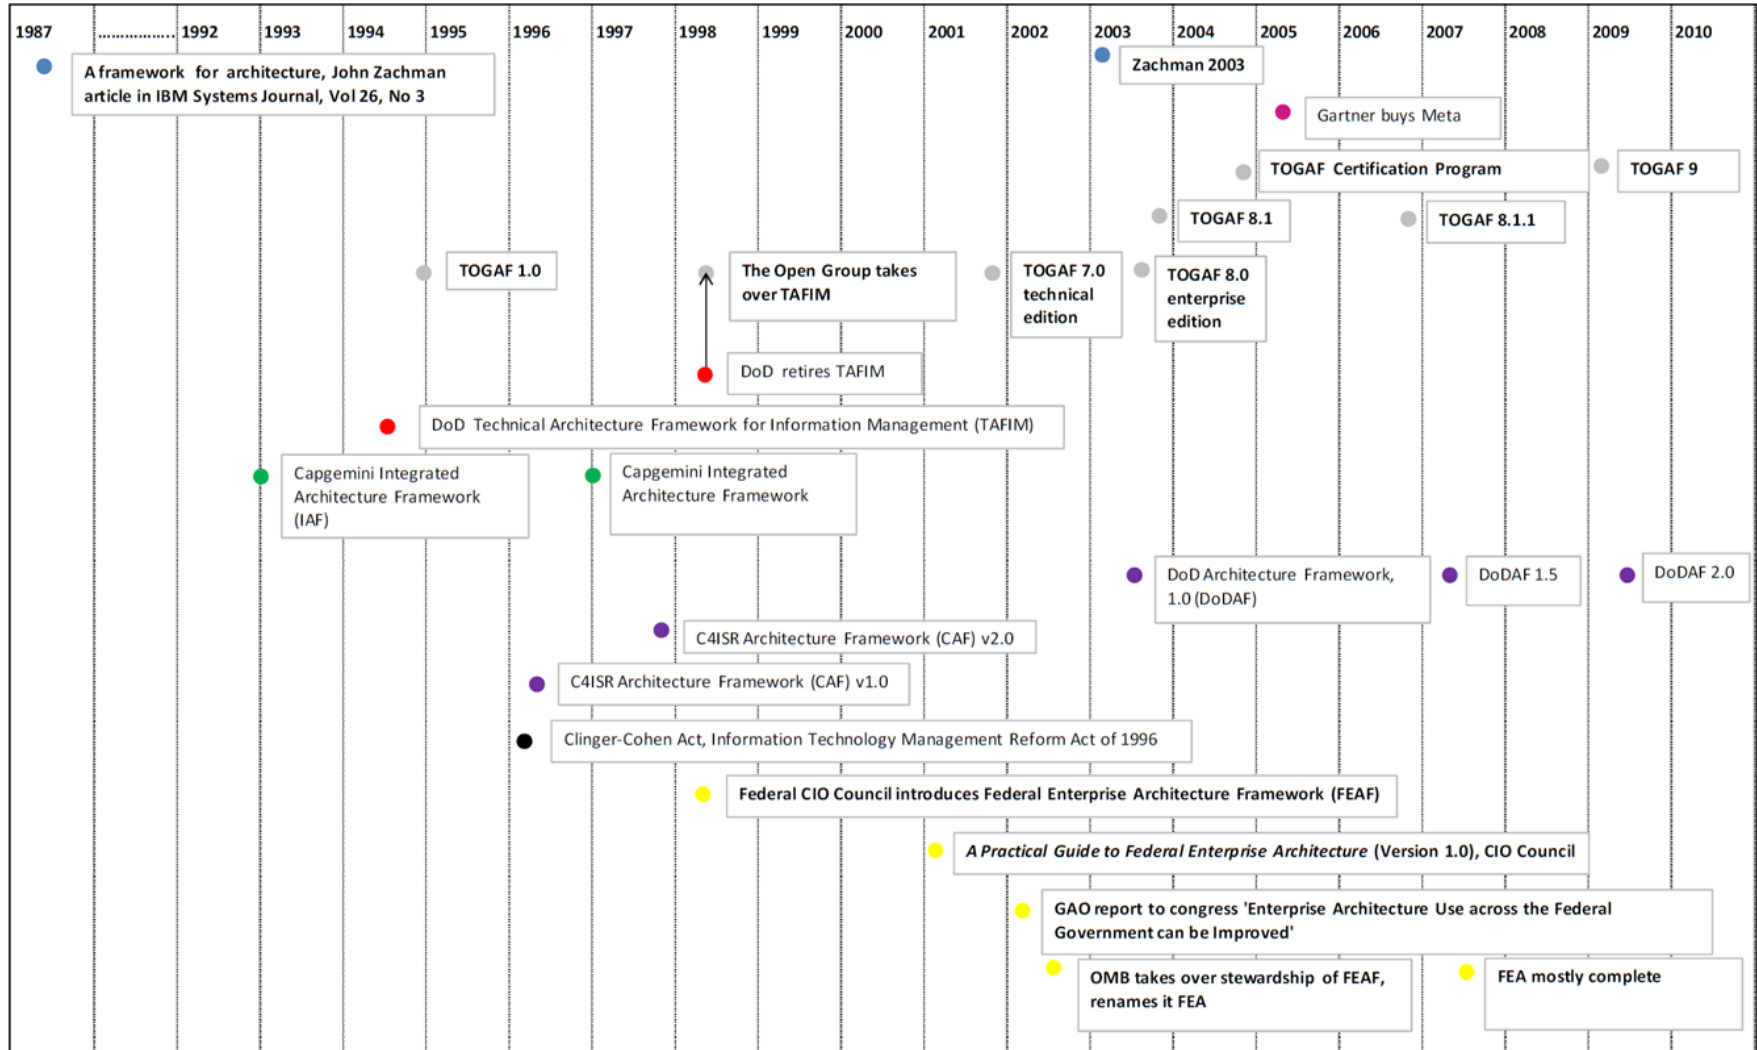 1987 ................. 1992 1993 1994 1995 1996 1997 1998 1999 2000 2001 2002 2003 2004 2005 2006 2007 2008 2009 2010
A framework for architecture, John Zachman
article in IBM Systems Journal, Vol 26, No 3
Zachman 2003
Gartner buys Meta
TOGAF Certification Program
TOGAF 9
TOGAF 8.1
TOGAF 8.1.1
TOGAF 1.0
The Open Group takes
over TAFIM
TOGAF 7.0
technical
edition
TOGAF 8.0
enterprise
edition
DoD retires TAFIM
DoD Technical Architecture Framework for Information Management (TAFIM)
Capgemini Integrated
Architecture Framework
(IAF)
Capgemini Integrated
Architecture Framework
DoD Architecture Framework,
1.0 (DoDAF)
DoDAF 1.5
DoDAF 2.0
C4ISR Architecture Framework (CAF) v2.0
C4ISR Architecture Framework (CAF) v1.0
Clinger-Cohen Act, Information Technology Management Reform Act of 1996
Federal CIO Council introduces Federal Enterprise Architecture Framework (FEAF)
A Practical Guide to Federal Enterprise Architecture (Version 1.0), CIO Council
GAO report to congress 'Enterprise Architecture Use across the Federal
Government can be Improved'
OMB takes over stewardship of FEAF,
renames it FEA
FEA mostly complete